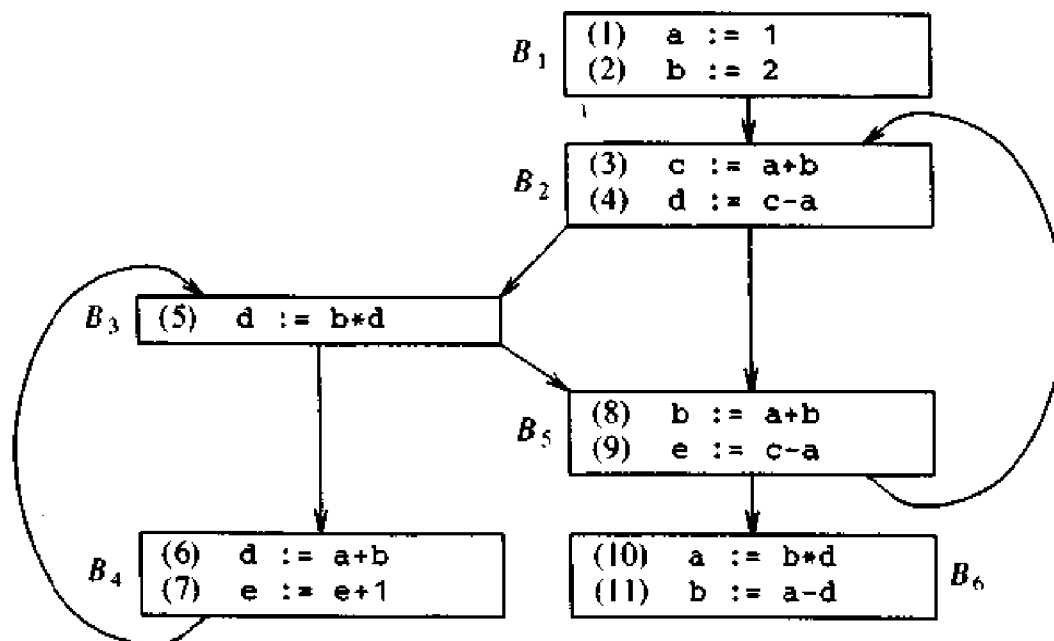 B1
(1) a := 1
(2) b := 2
B2
(3) c := a+b
(4) d := c-a
B3
(5) d := b*d
B5
(8) b := a+b
(9) e := c-a
B4
(6) d := a+b
(7) e := e+1
(10) a := b*d
(11) b := a-d
B6